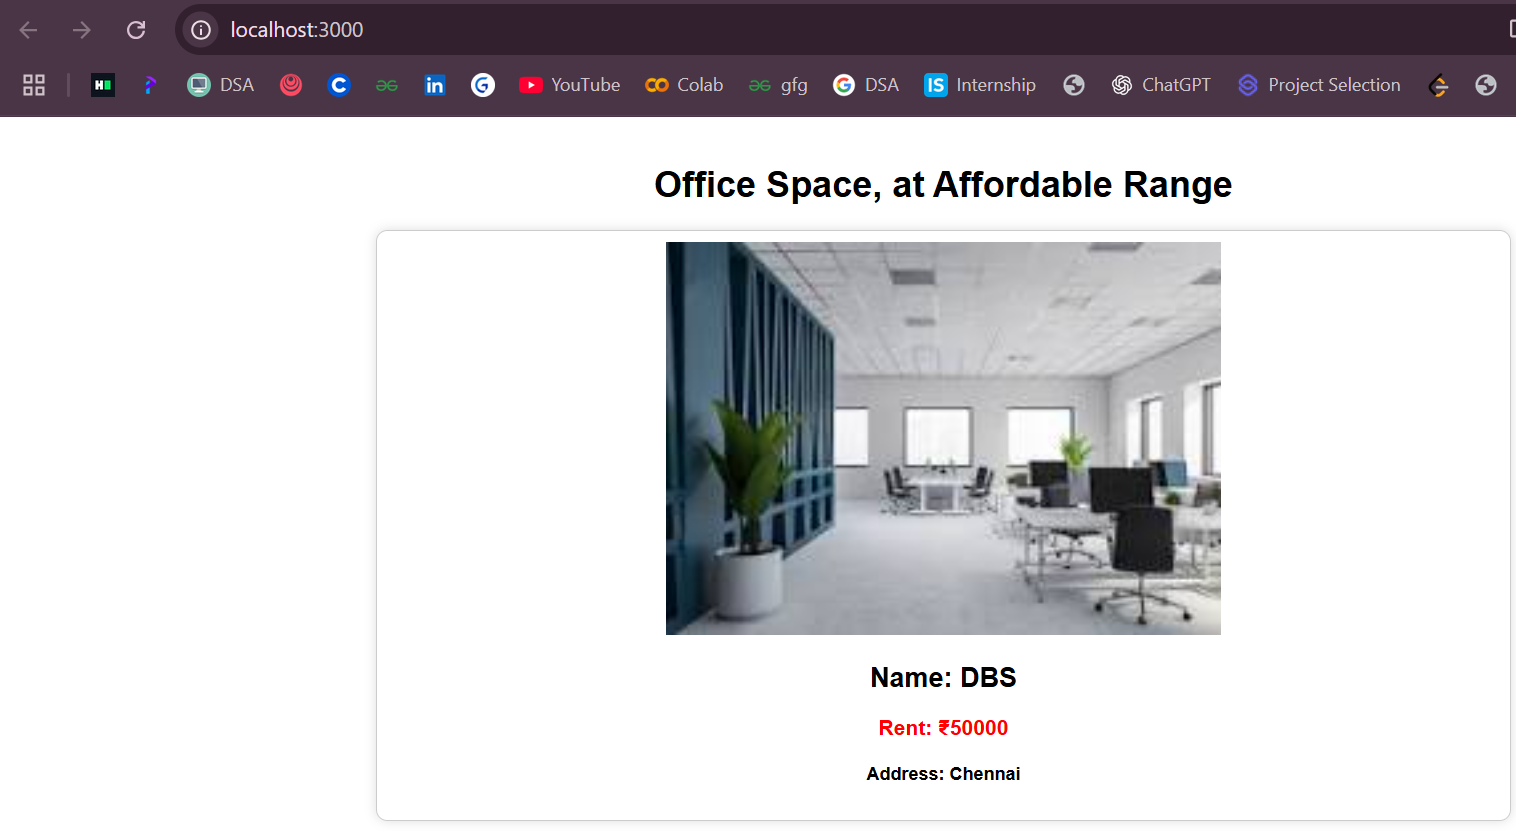 localhost:3000
DSA YouTube Colab gfg DSA IS Internship ChatGPT Project Selection
Office Space, at Affordable Range
Name: DBS
Rent: ₹50000
Address: Chennai